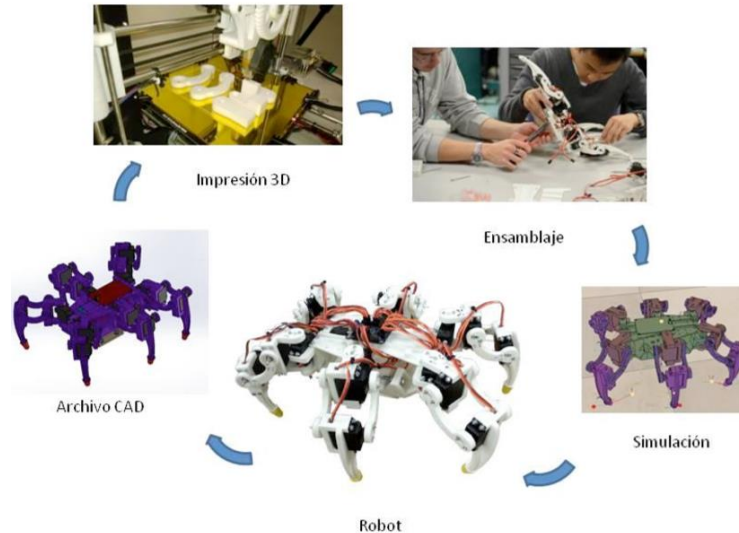 Impresión 3D
Ensamblaje
Archivo CAD
Simulación
Robot